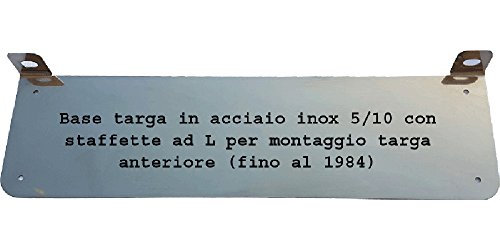 Base targa in acciaio inox 5/10 con
staffette ad L per montaggio targa
anteriore (fino al 1984)